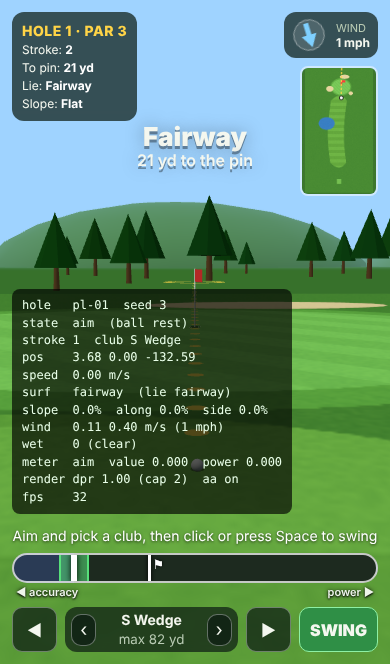 HOLE 1 · PAR 3
Stroke: 2
To pin: 21 yd
Lie: Fairway
Slope: Flat
WIND
1 mph
Fairway
21 yd to the pin
hole pl-01 seed 3
state aim (ball rest)
stroke 1 club S Wedge
pos 3.68 0.00 -132.59
speed 0.00 m/s
surf fairway (lie fairway)
slope 0.0% along 0.0% side 0.0%
wind 0.11 0.40 m/s (1 mph)
wet 0 (clear)
meter aim value 0.000 power 0.000
render dpr 1.00 (cap 2) aa on
fps 32
Aim and pick a club, then click or press Space to swing
◀ accuracy power ▶
◀ ‹ S Wedge › ▶ SWING
max 82 yd